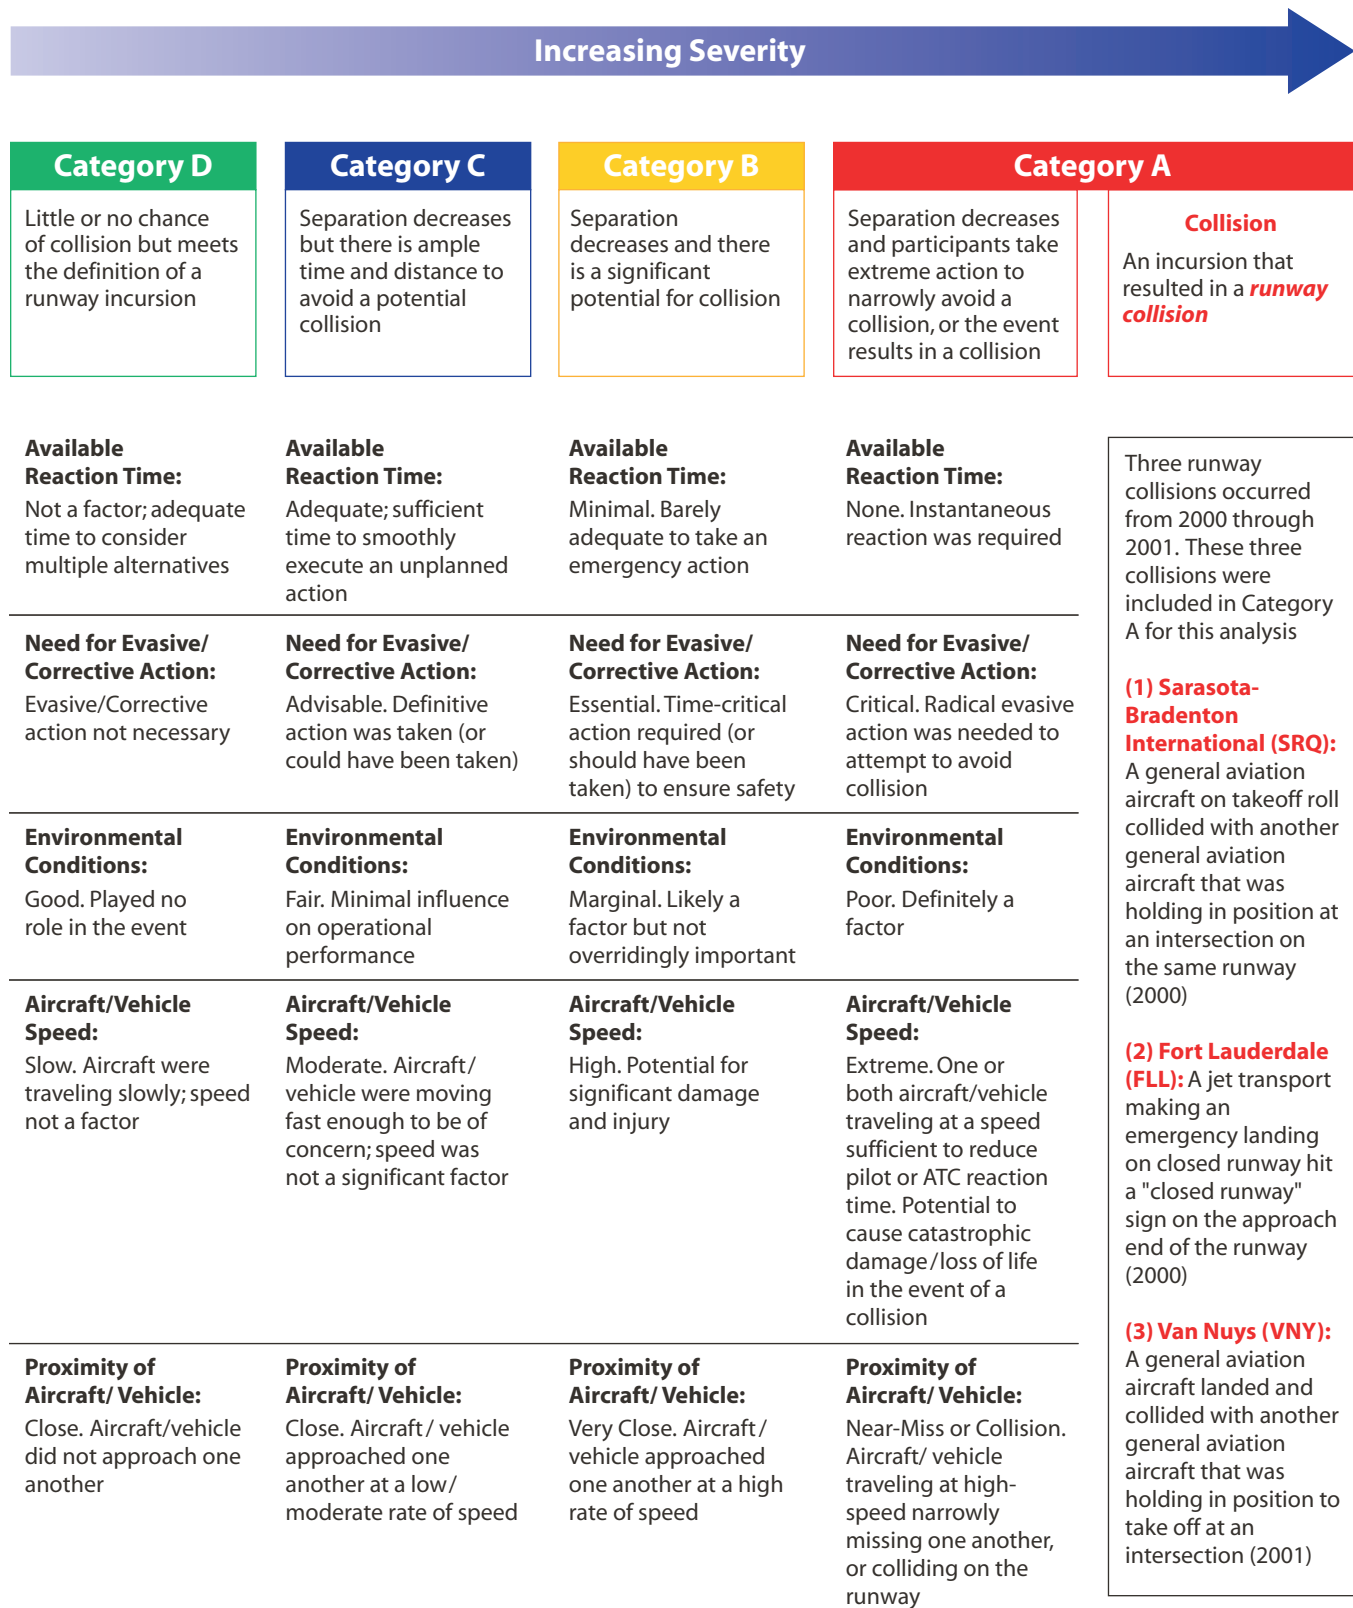 Increasing Severity
Category D
Little or no chance
of collision but meets
the definition of a
runway incursion
Category C
Separation decreases
but there is ample
time and distance to
avoid a potential
collision
Category B
Separation
decreases and there
is a significant
potential for collision
Category A
Separation decreases
and participants take
extreme action to
narrowly avoid a
collision, or the event
results in a collision
Collision
An incursion that
resulted in a runway
collision
Available
Reaction Time:
Not a factor; adequate
time to consider
multiple alternatives
Available
Reaction Time:
Adequate; sufficient
time to smoothly
execute an unplanned
action
Available
Reaction Time:
Minimal. Barely
adequate to take an
emergency action
Available
Reaction Time:
None. Instantaneous
reaction was required
Need for Evasive/
Corrective Action:
Evasive/Corrective
action not necessary
Need for Evasive/
Corrective Action:
Advisable. Definitive
action was taken (or
could have been taken)
Need for Evasive/
Corrective Action:
Essential. Time-critical
action required (or
should have been
taken) to ensure safety
Need for Evasive/
Corrective Action:
Critical. Radical evasive
action was needed to
attempt to avoid
collision
Environmental
Conditions:
Good. Played no
role in the event
Environmental
Conditions:
Fair. Minimal influence
on operational
performance
Environmental
Conditions:
Marginal. Likely a
factor but not
overridingly important
Environmental
Conditions:
Poor. Definitely a
factor
Aircraft/Vehicle
Speed:
Slow. Aircraft were
traveling slowly; speed
not a factor
Aircraft/Vehicle
Speed:
Moderate. Aircraft/
vehicle were moving
fast enough to be of
concern; speed was
not a significant factor
Aircraft/Vehicle
Speed:
High. Potential for
significant damage
and injury
Aircraft/Vehicle
Speed:
Extreme. One or
both aircraft/vehicle
traveling at a speed
sufficient to reduce
pilot or ATC reaction
time. Potential to
cause catastrophic
damage/loss of life
in the event of a
collision
Proximity of
Aircraft/ Vehicle:
Close. Aircraft/vehicle
did not approach one
another
Proximity of
Aircraft/ Vehicle:
Close. Aircraft/ vehicle
approached one
another at a low/
moderate rate of speed
Proximity of
Aircraft/ Vehicle:
Very Close. Aircraft/
vehicle approached
one another at a high
rate of speed
Proximity of
Aircraft/ Vehicle:
Near-Miss or Collision.
Aircraft/ vehicle
traveling at high-
speed narrowly
missing one another,
or colliding on the
runway
Three runway
collisions occurred
from 2000 through
2001. These three
collisions were
included in Category
A for this analysis
(1) Sarasota-
Bradenton
International (SRQ):
A general aviation
aircraft on takeoff roll
collided with another
general aviation
aircraft that was
holding in position at
an intersection on
the same runway
(2000)
(2) Fort Lauderdale
(FLL): A jet transport
making an
emergency landing
on closed runway hit
a "closed runway"
sign on the approach
end of the runway
(2000)
(3) Van Nuys (VNY):
A general aviation
aircraft landed and
collided with another
general aviation
aircraft that was
holding in position to
take off at an
intersection (2001)